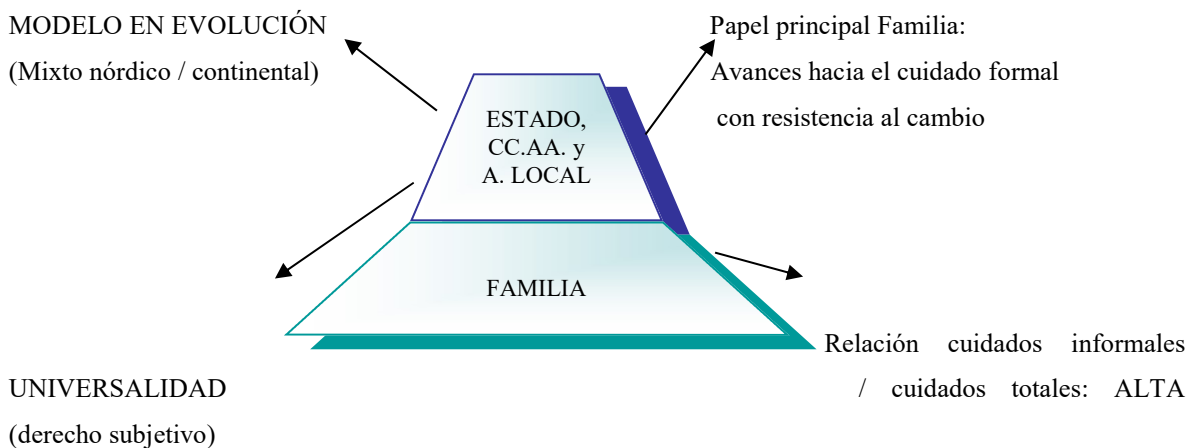 MODELO EN EVOLUCIÓN
(Mixto nórdico / continental)
Papel principal Familia:
Avances hacia el cuidado formal
con resistencia al cambio
ESTADO,
CC.AA. y
A. LOCAL
FAMILIA
Relación cuidados informales
/ cuidados totales: ALTA
UNIVERSALIDAD
(derecho subjetivo)